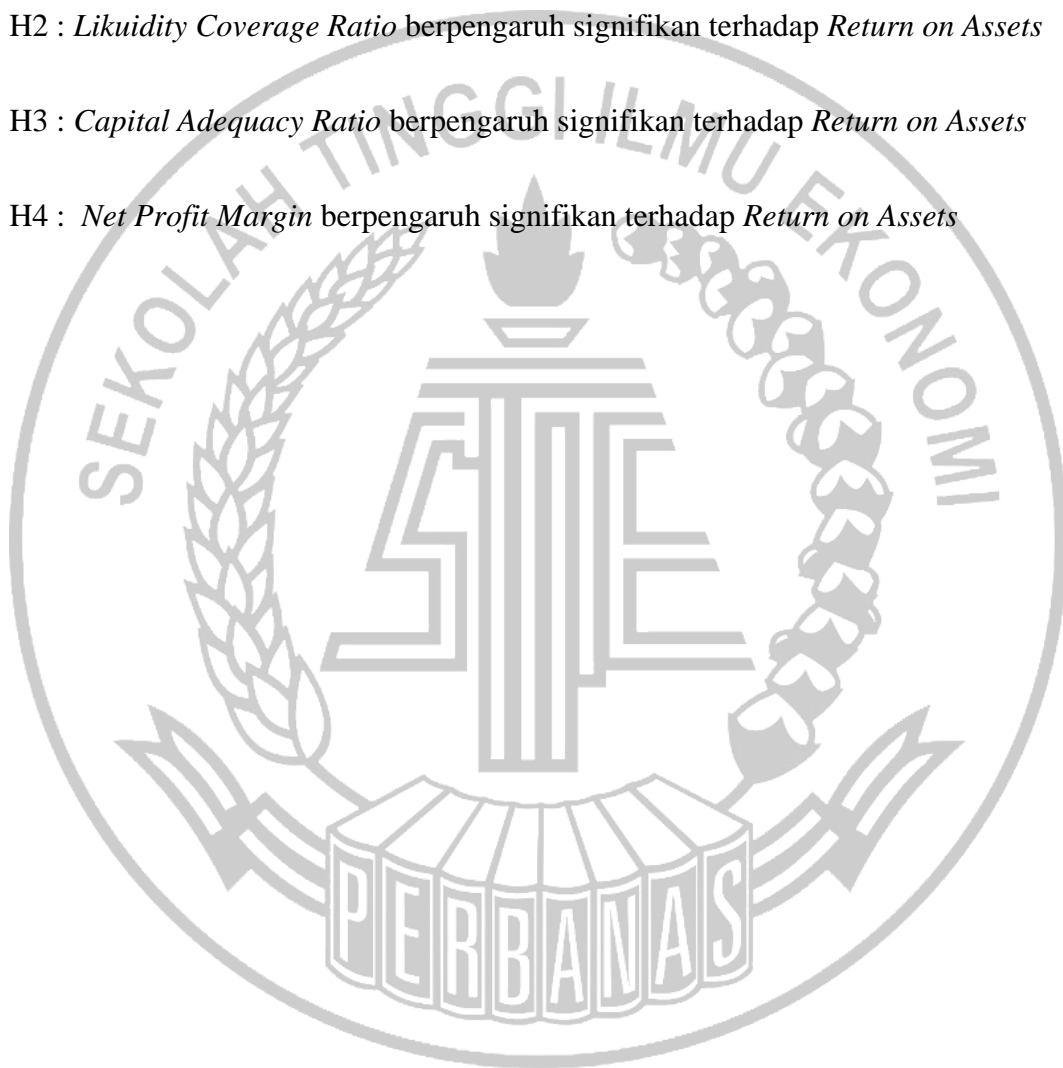 H2 : Likuidity Coverage Ratio berpengaruh signifikan terhadap Return on Assets
H3 : Capital Adequacy Ratio berpengaruh signifikan terhadap Return on Assets
H4 : Net Profit Margin berpengaruh signifikan terhadap Return on Assets
SEKOLAH TINGGI ILMU EKONOMI
STIE
PERBANAS